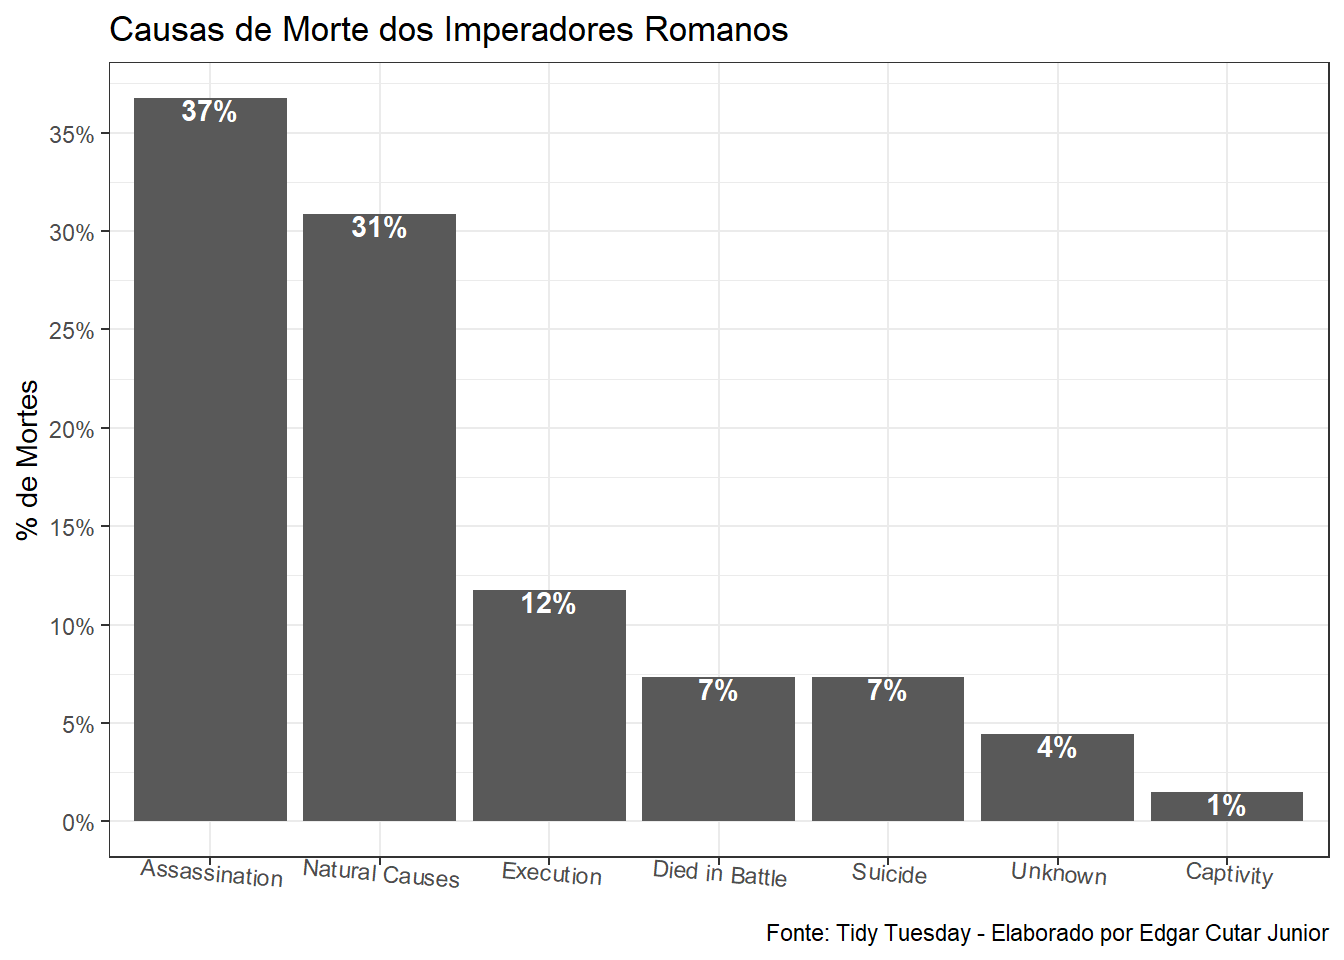 Causas de Morte dos Imperadores Romanos
% de Mortes
35%
30%
25%
20%
15%
10%
5%
0%
37%
31%
12%
7%
7%
4%
1%
Assassination
Natural Causes
Execution
Died in Battle
Suicide
Unknown
Captivity
Fonte: Tidy Tuesday - Elaborado por Edgar Cutar Junior